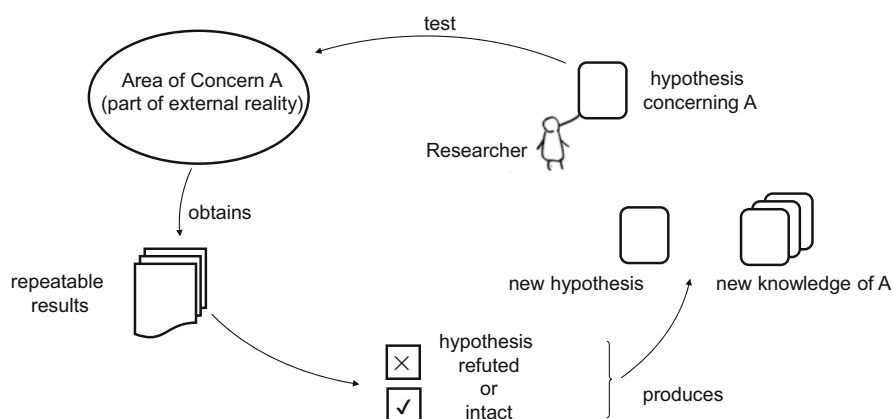 test
Area of Concern A
(part of external reality)
hypothesis
concerning A
Researcher
obtains
repeatable
results
new hypothesis
new knowledge of A
hypothesis
refuted
or
intact
produces